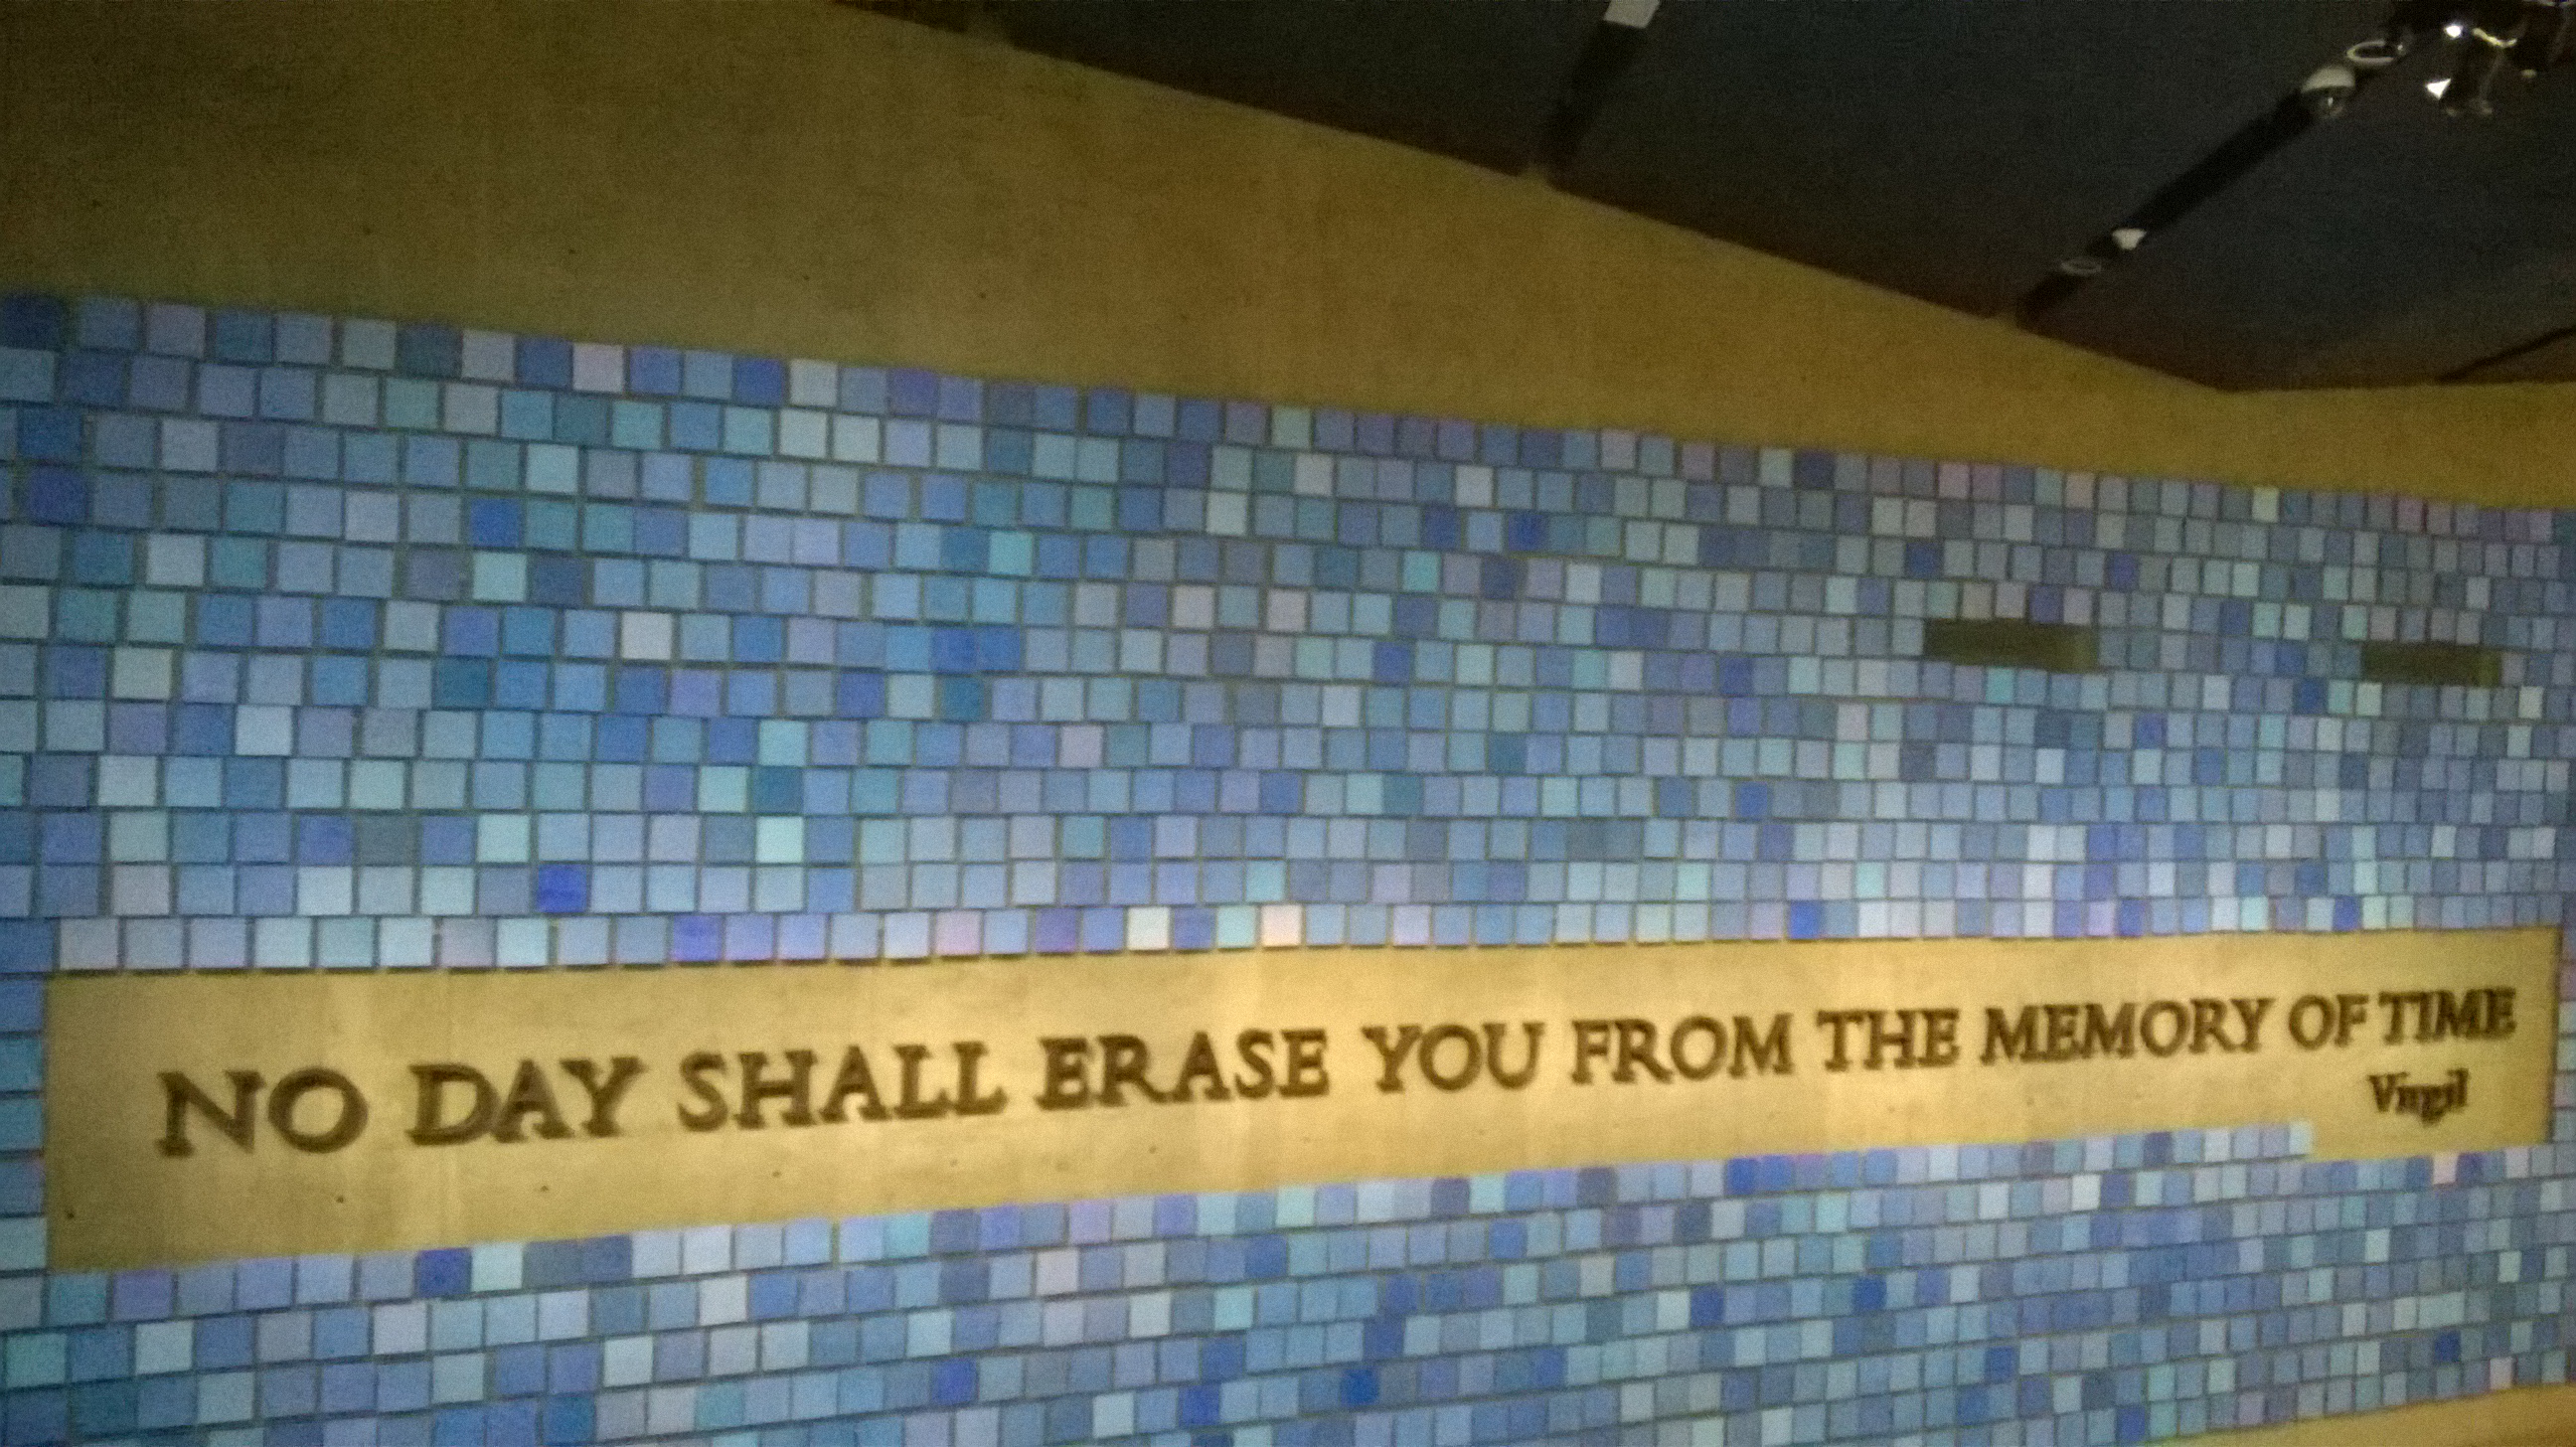 NO DAY SHALL ERASE YOU FROM THE MEMORY OF TIME
Virgil